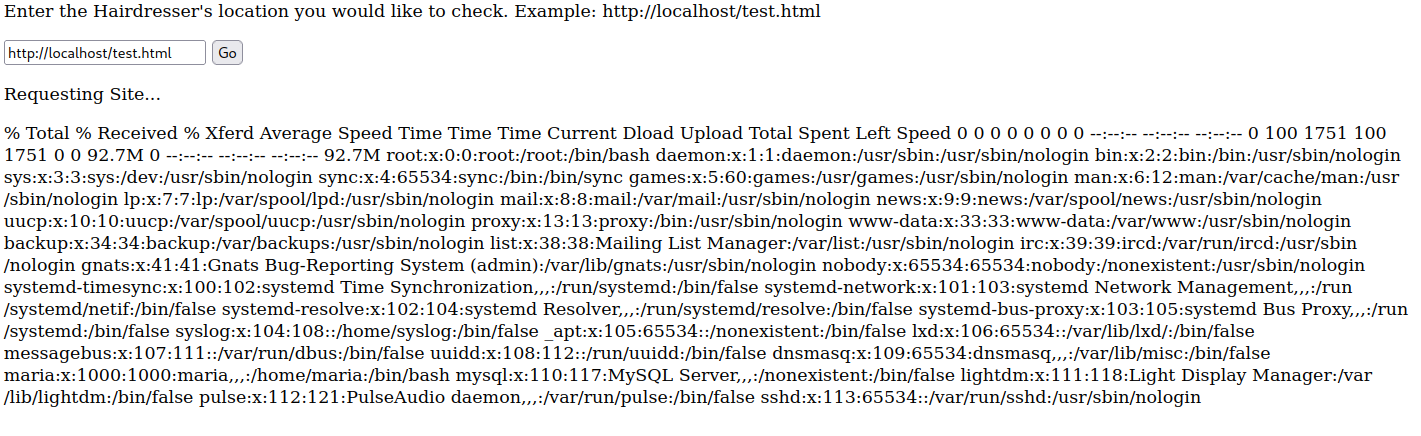 Enter the Hairdresser's location you would like to check. Example: http://localhost/test.html
http://localhost/test.html Go
Requesting Site...
% Total % Received % Xferd Average Speed Time Time Time Current Dload Upload Total Spent Left Speed 0 0 0 0 0 0 0 0 --:--:-- --:--:-- --:--:-- 0 100 1751 100
1751 0 0 92.7M 0 --:--:-- --:--:-- --:--:-- 92.7M root:x:0:0:root:/root:/bin/bash daemon:x:1:1:daemon:/usr/sbin:/usr/sbin/nologin bin:x:2:2:bin:/bin:/usr/sbin/nologin
sys:x:3:3:sys:/dev:/usr/sbin/nologin sync:x:4:65534:sync:/bin:/bin/sync games:x:5:60:games:/usr/games:/usr/sbin/nologin man:x:6:12:man:/var/cache/man:/usr
/sbin/nologin lp:x:7:7:lp:/var/spool/lpd:/usr/sbin/nologin mail:x:8:8:mail:/var/mail:/usr/sbin/nologin news:x:9:9:news:/var/spool/news:/usr/sbin/nologin
uucp:x:10:10:uucp:/var/spool/uucp:/usr/sbin/nologin proxy:x:13:13:proxy:/bin:/usr/sbin/nologin www-data:x:33:33:www-data:/var/www:/usr/sbin/nologin
backup:x:34:34:backup:/var/backups:/usr/sbin/nologin list:x:38:38:Mailing List Manager:/var/list:/usr/sbin/nologin irc:x:39:39:ircd:/var/run/ircd:/usr/sbin
/nologin gnats:x:41:41:Gnats Bug-Reporting System (admin):/var/lib/gnats:/usr/sbin/nologin nobody:x:65534:65534:nobody:/nonexistent:/usr/sbin/nologin
systemd-timesync:x:100:102:systemd Time Synchronization,,,:/run/systemd:/bin/false systemd-network:x:101:103:systemd Network Management,,,:/run
/systemd/netif:/bin/false systemd-resolve:x:102:104:systemd Resolver,,,:/run/systemd/resolve:/bin/false systemd-bus-proxy:x:103:105:systemd Bus Proxy,,,:/run
/systemd:/bin/false syslog:x:104:108::/home/syslog:/bin/false _apt:x:105:65534::/nonexistent:/bin/false lxd:x:106:65534::/var/lib/lxd/:/bin/false
messagebus:x:107:111::/var/run/dbus:/bin/false uuidd:x:108:112::/run/uuidd:/bin/false dnsmasq:x:109:65534:dnsmasq,,,:/var/lib/misc:/bin/false
maria:x:1000:1000:maria,,,:/home/maria:/bin/bash mysql:x:110:117:MySQL Server,,,:/nonexistent:/bin/false lightdm:x:111:118:Light Display Manager:/var
/lib/lightdm:/bin/false pulse:x:112:121:PulseAudio daemon,,,:/var/run/pulse:/bin/false sshd:x:113:65534::/var/run/sshd:/usr/sbin/nologin